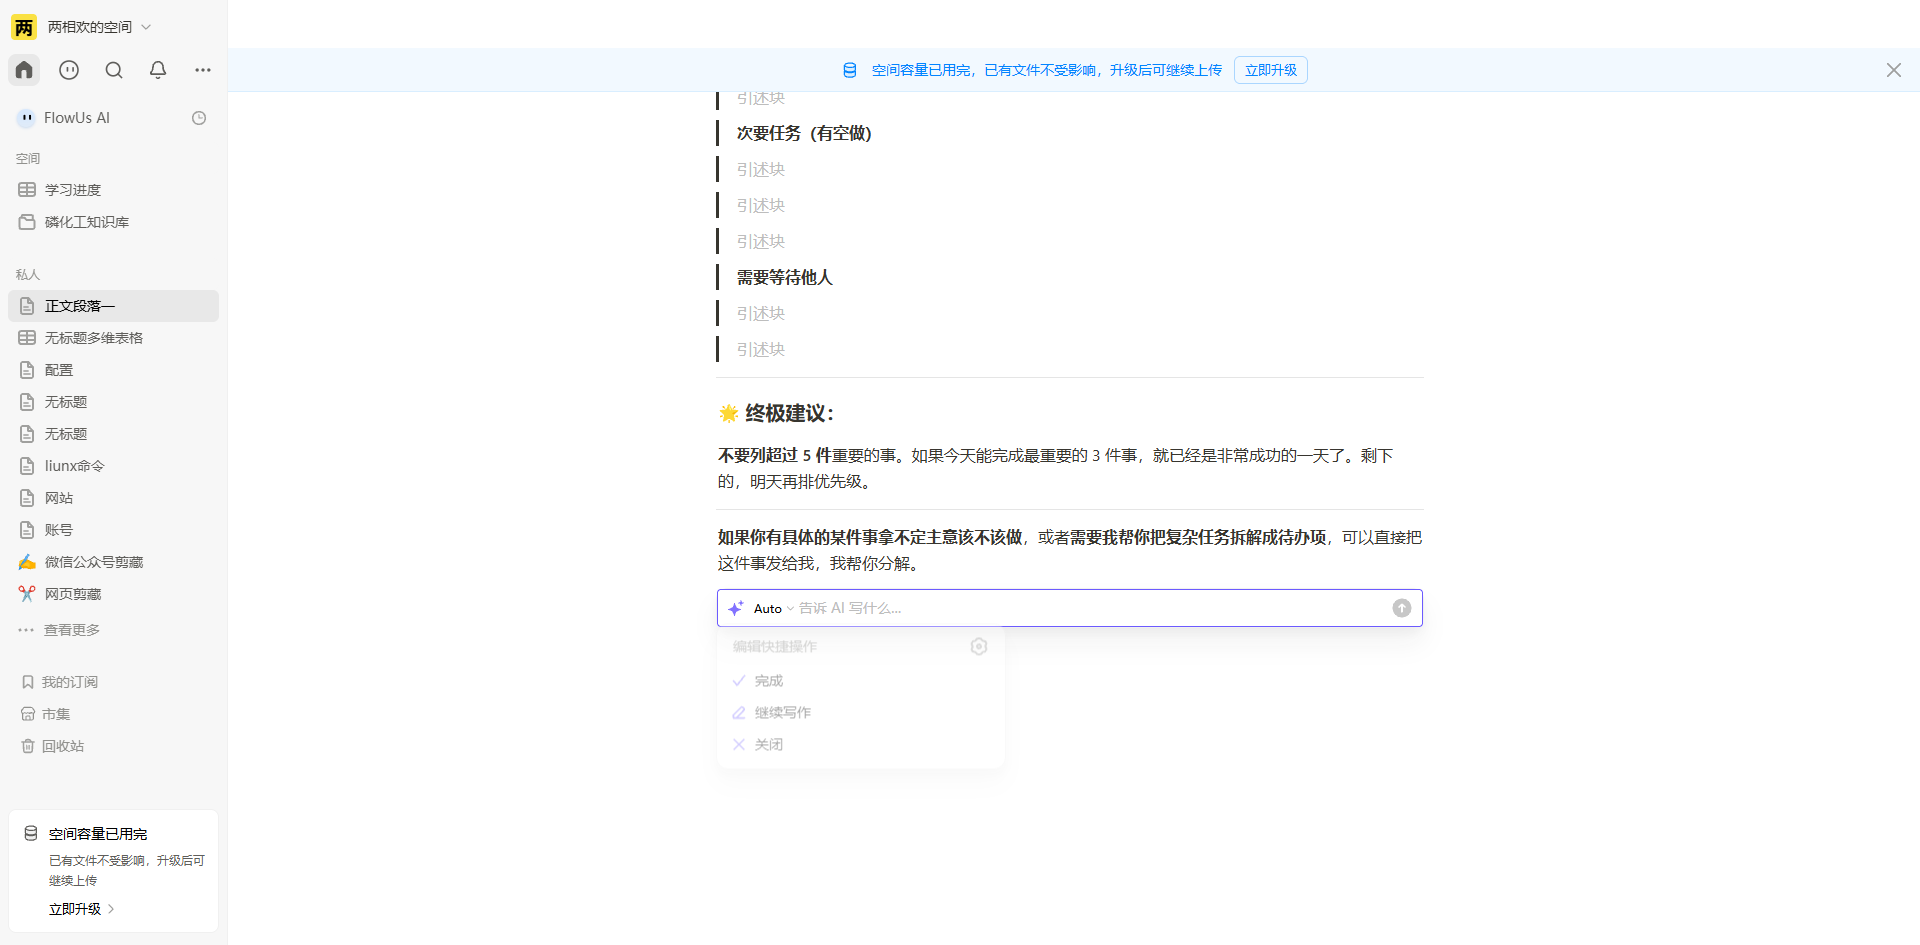 两 两相欢的空间
FlowUs AI
空间
学习进度
磷化工知识库
私人
正文段落一
无标题多维表格
配置
无标题
无标题
liunx命令
网站
账号
微信公众号剪藏
网页剪藏
查看更多
我的订阅
市集
回收站
空间容量已用完
已有文件不受影响，升级后可
继续上传
立即升级
空间容量已用完，已有文件不受影响，升级后可继续上传 立即升级
引述块
次要任务（有空做）
引述块
引述块
引述块
需要等待他人
引述块
引述块
🌟 终极建议：
不要列超过 5 件重要的事。如果今天能完成最重要的 3 件事，就已经是非常成功的一天了。剩下
的，明天再排优先级。
如果你有具体的某件事拿不定主意该不该做，或者需要我帮你把复杂任务拆解成待办项，可以直接把
这件事发给我，我帮你分解。
Auto 告诉 AI 写什么...
编辑快捷操作
完成
继续写作
关闭